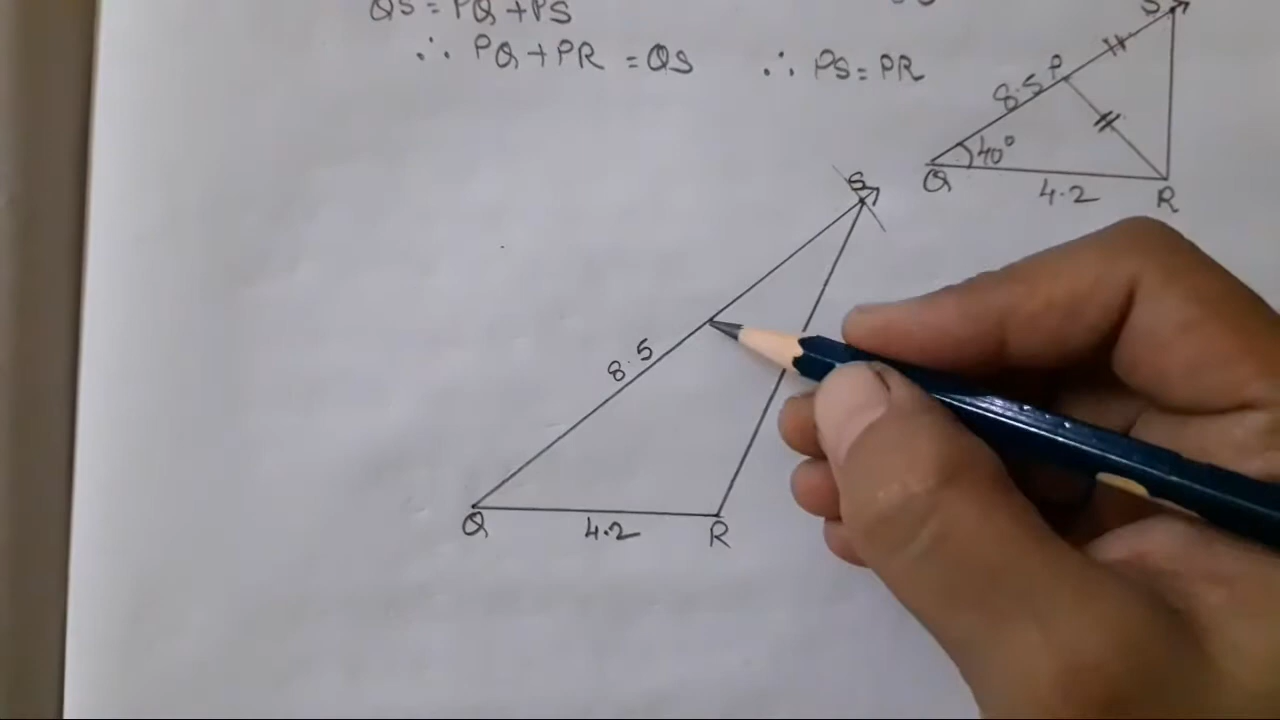 QS = PQ + PS
∴ PQ + PR = QS ∴ PS = PR
S
P
8.5
40°
Q
4.2
R
S
8.5
Q
4.2
R